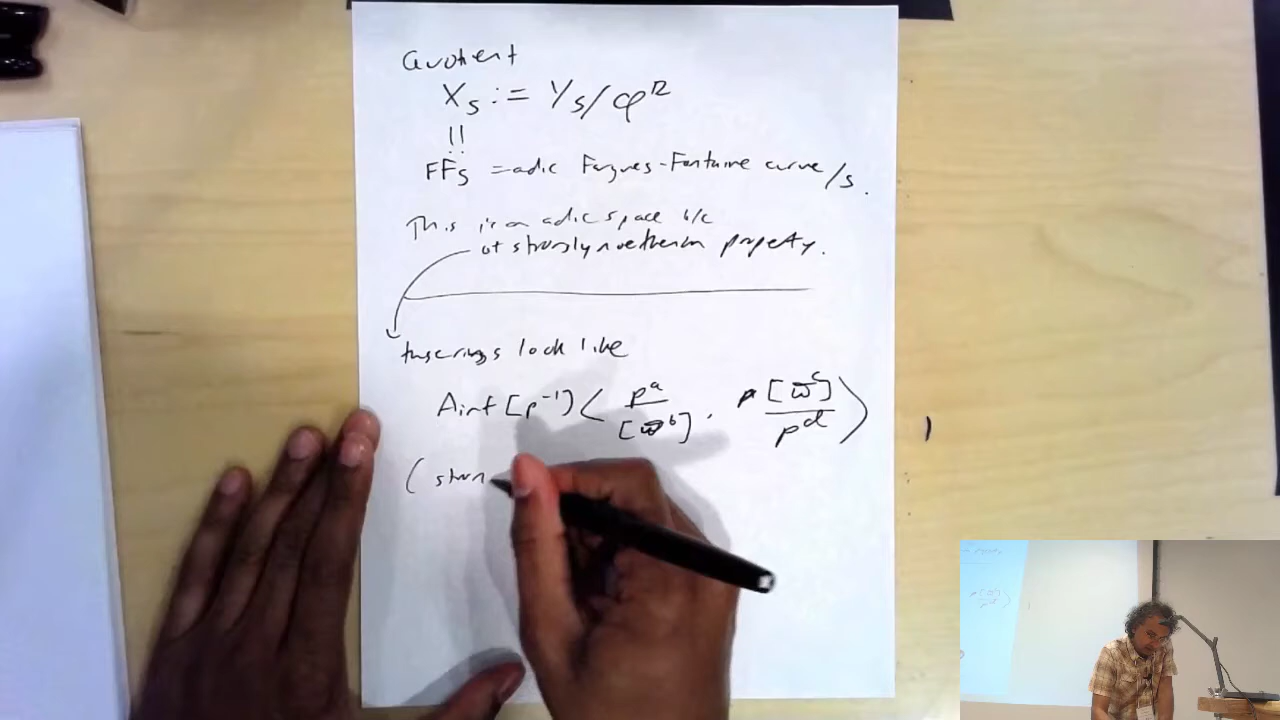 Quotient
X_S := Y_S/φ^ℤ
!!
FF_S = adic Fargues-Fontaine curve/S.
This is an adic space b/c
of strongly noetherian property.
These rings look like
Ainf[p^-1]⟨ p^a/[ϖ^b], [ϖ^c]/p^d ⟩
( stron